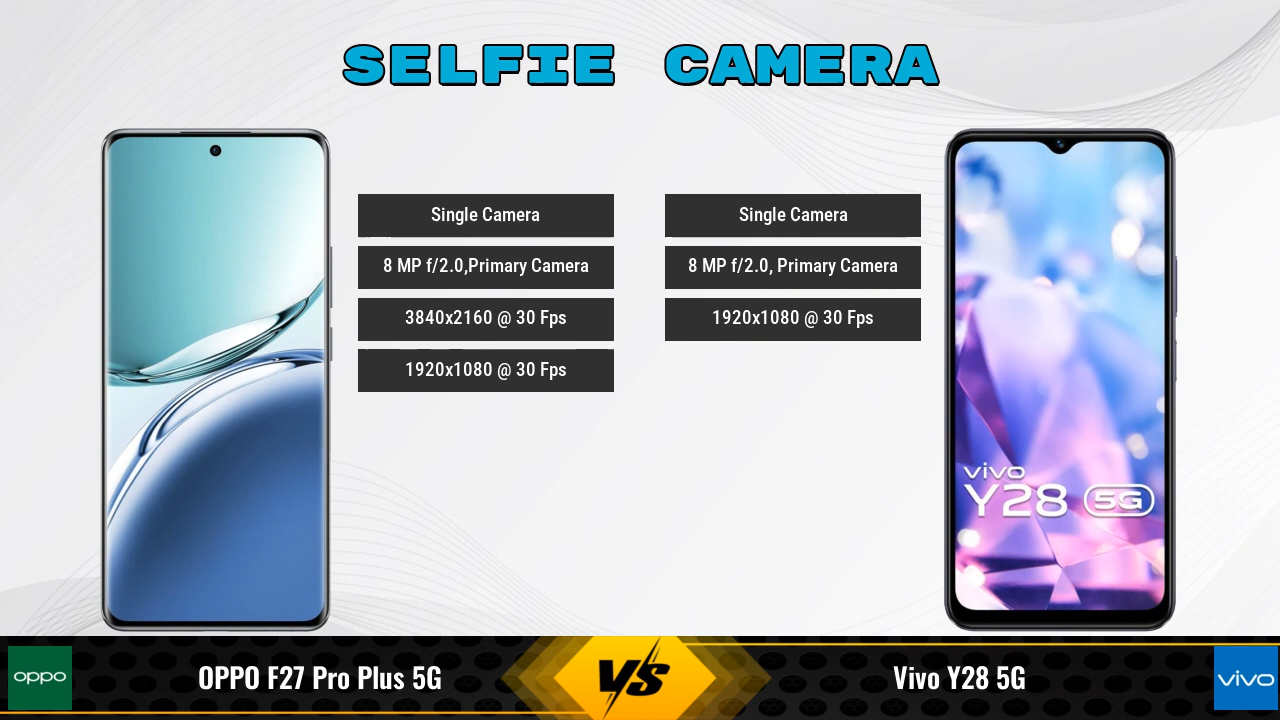 SELFIE CAMERA
Single Camera
8 MP f/2.0,Primary Camera
3840x2160 @ 30 Fps
1920x1080 @ 30 Fps
Single Camera
8 MP f/2.0, Primary Camera
1920x1080 @ 30 Fps
vivo
Y28 5G
oppo
OPPO F27 Pro Plus 5G
VS
Vivo Y28 5G
vivo